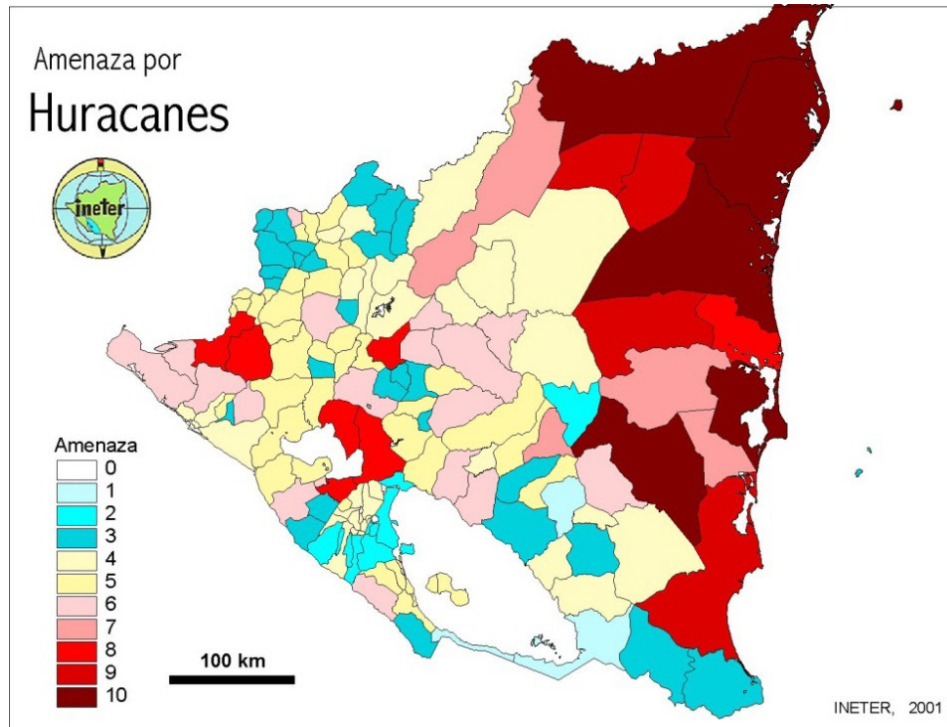 Amenaza por
Huracanes
ineter
Amenaza
0
1
2
3
4
5
6
7
8
9
10
100 km
INETER, 2001